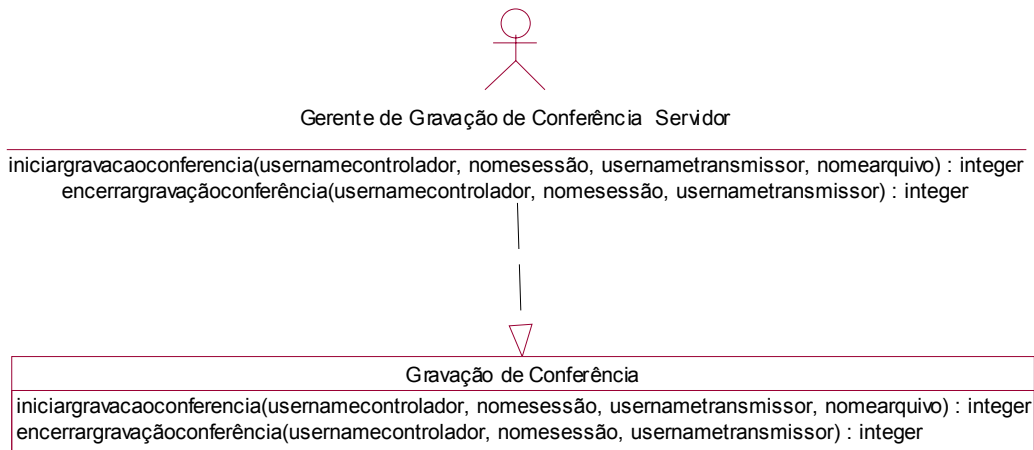 Gerente de Gravação de Conferência Servidor
iniciargravacaoconferencia(usernamecontrolador, nomesessão, usernametransmissor, nomearquivo) : integer
encerrargravaçãoconferência(usernamecontrolador, nomesessão, usernametransmissor) : integer
Gravação de Conferência
iniciargravacaoconferencia(usernamecontrolador, nomesessão, usernametransmissor, nomearquivo) : integer
encerrargravaçãoconferência(usernamecontrolador, nomesessão, usernametransmissor) : integer